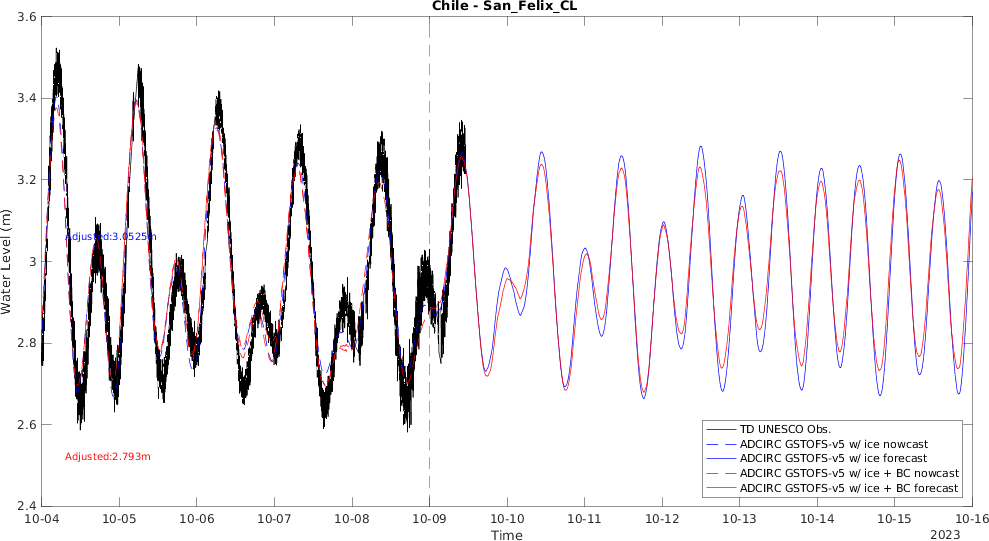 Chile - San_Felix_CL
3.6
3.4
3.2
3
2.8
2.6
2.4
Water Level (m)
Adjusted:3.0525m
Adjusted:2.793m
TD UNESCO Obs.
ADCIRC GSTOFS-v5 w/ ice nowcast
ADCIRC GSTOFS-v5 w/ ice forecast
ADCIRC GSTOFS-v5 w/ ice + BC nowcast
ADCIRC GSTOFS-v5 w/ ice + BC forecast
10-04 10-05 10-06 10-07 10-08 10-09 10-10 10-11 10-12 10-13 10-14 10-15 10-16
Time
2023